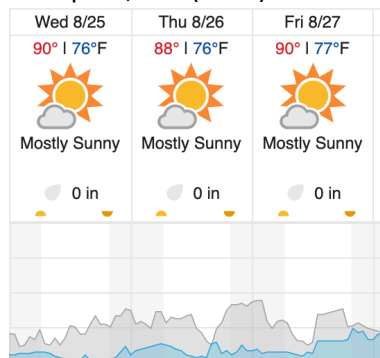 Wed 8/25
90° | 76°F
Mostly Sunny
0 in
Thu 8/26
88° | 76°F
Mostly Sunny
0 in
Fri 8/27
90° | 77°F
Mostly Sunny
0 in